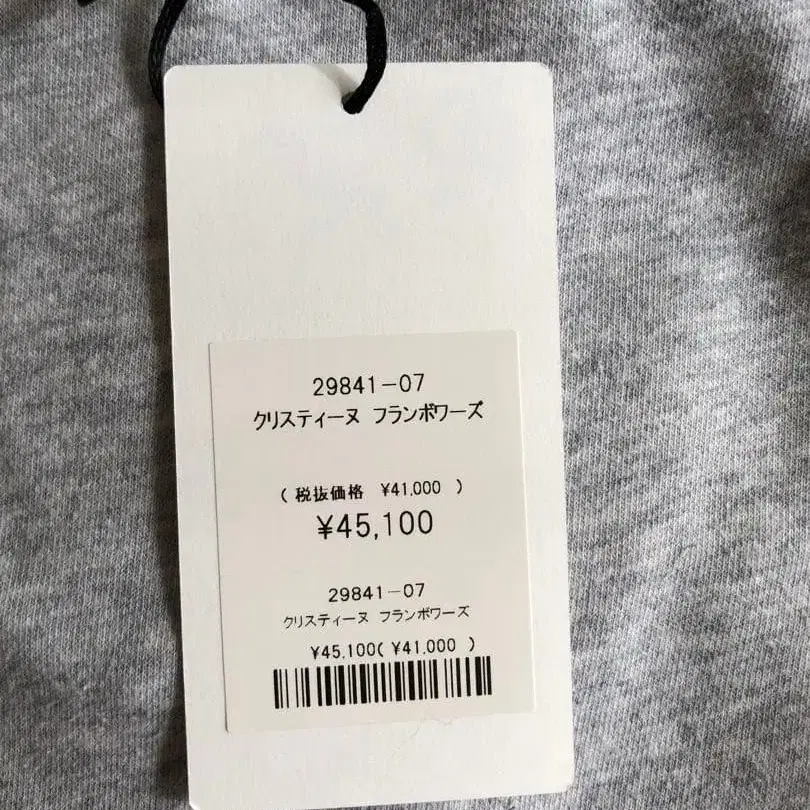 29841-07
クリスティーヌ フランボワーズ
( 税抜価格 ¥41,000 )
¥45,100
29841-07
クリスティーヌ フランボワーズ
¥45,100( ¥41,000 )